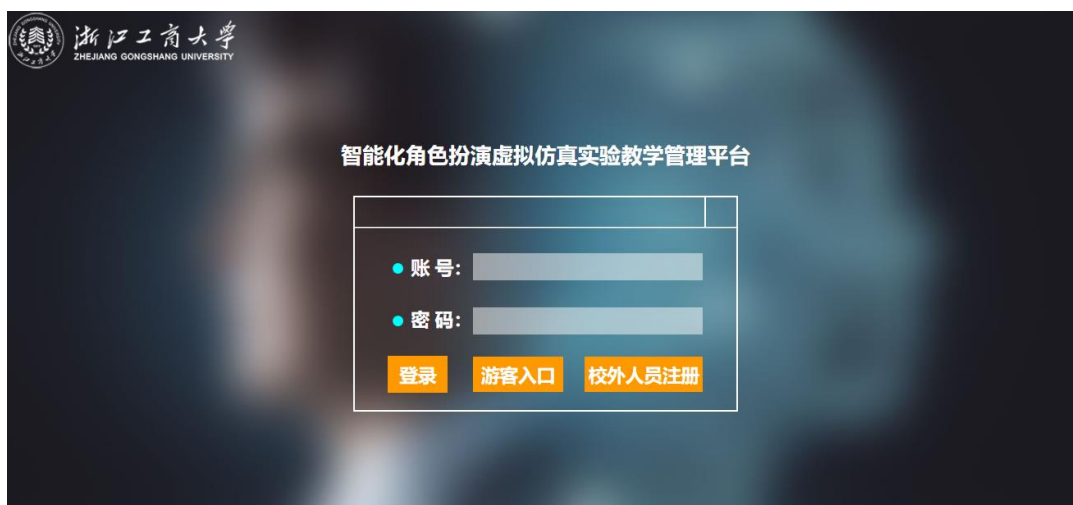 浙江工商大学
ZHEJIANG GONGSHANG UNIVERSITY
智能化角色扮演虚拟仿真实验教学管理平台
账 号:
密 码:
登录 游客入口 校外人员注册